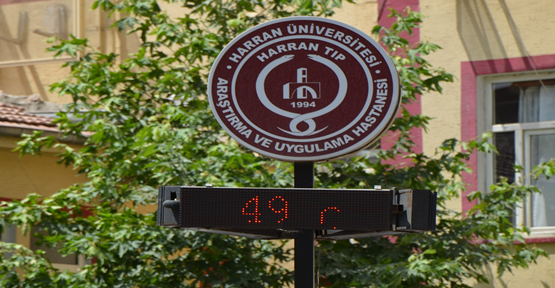 HARRAN ÜNİVERSİTESİ
HARRAN TIP
1994
ARAŞTIRMA VE UYGULAMA HASTANESİ
49 c